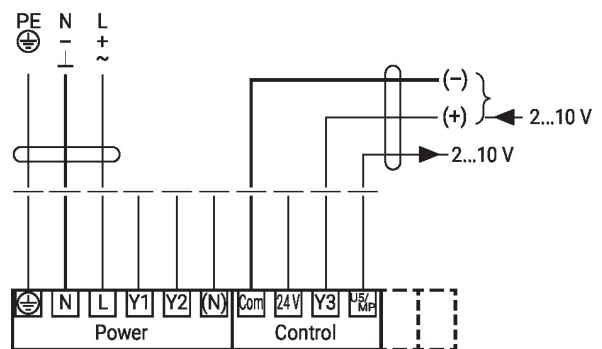 PE N L
– +
⊥ ~
(–)
(+)
2...10 V
2...10 V
N L Y1 Y2 (N) Com 24V Y3 U5/MP
Power Control